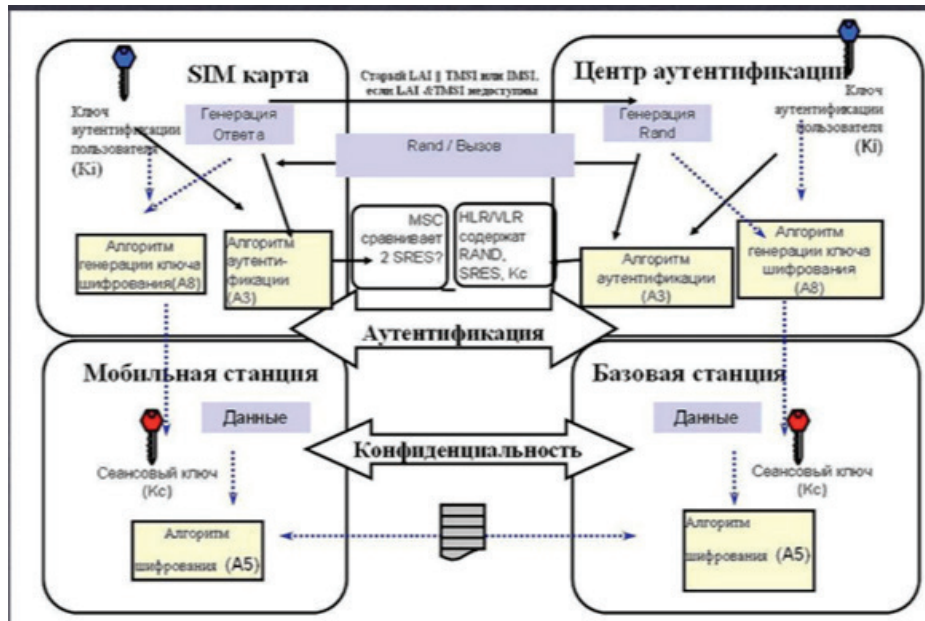 SIM карта
Старый LAI || TMSI или IMSI,
если LAI &TMSI недоступны
Центр аутентификации
Ключ
аутентификации
пользователя
(Ki)
Генерация
Ответа
Генерация
Rand
Ключ
аутентификации
пользователя
(Ki)
Rand / Вызов
Алгоритм
генерации ключа
шифрования(A8)
Алгоритм
аутенти-
фикации
(A3)
MSC
сравнивает
2 SRES?
HLR/VLR
содержат
RAND,
SRES, Kc
Алгоритм
аутентификации
(A3)
Алгоритм
генерации ключа
шифрования
(A8)
Аутентификация
Мобильная станция
Базовая станция
Данные
Данные
Конфиденциальность
Сеансовый ключ
(Kc)
Сеансовый ключ
(Kc)
Алгоритм
шифрования (A5)
Алгоритм
шифрования (A5)